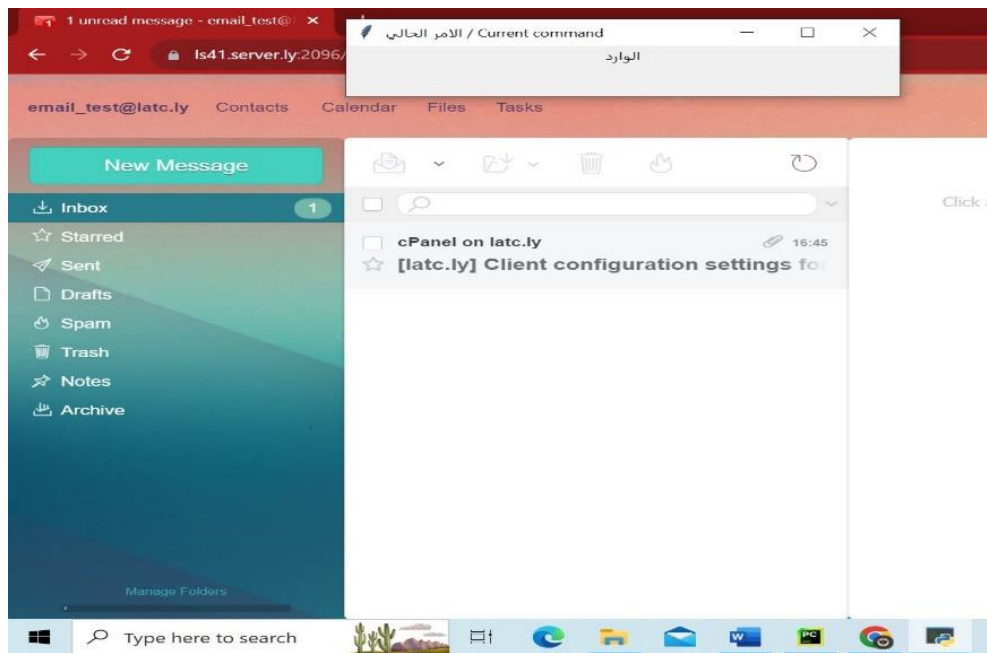 1 unread message - email_test@
الامر الحالي / Current command
الوارد
ls41.server.ly:2096/
email_test@latc.ly Contacts Calendar Files Tasks
New Message
Inbox 1
Starred
Sent
Drafts
Spam
Trash
Notes
Archive
Manage Folders
cPanel on latc.ly 16:45
[latc.ly] Client configuration settings fo
Click
Type here to search
W
PC